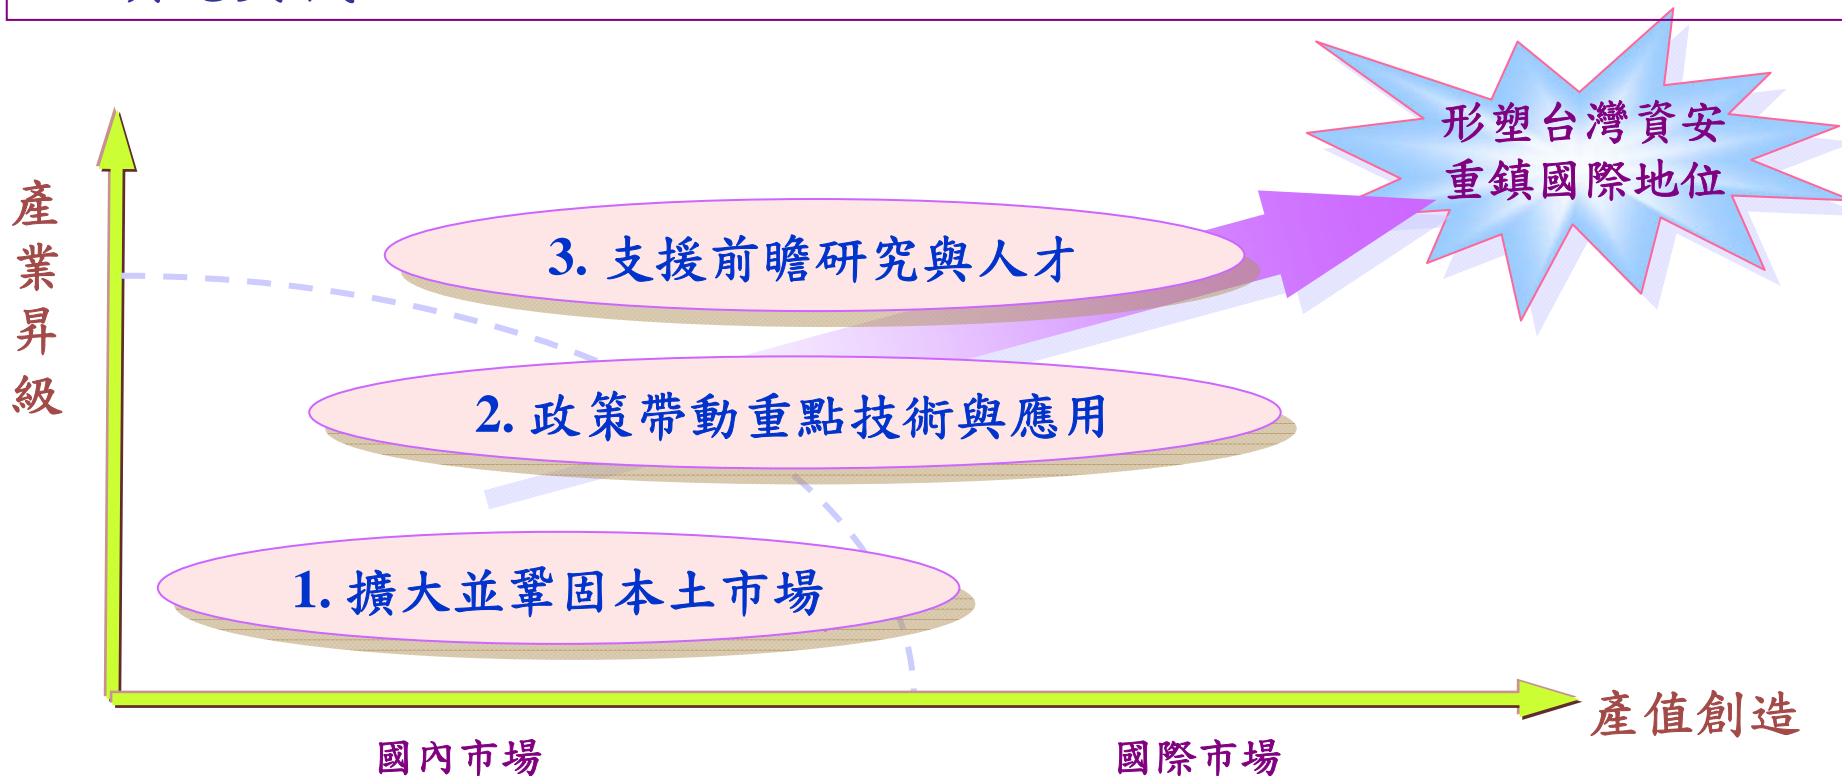 形塑台灣資安
重鎮國際地位
產業昇級
3. 支援前瞻研究與人才
2. 政策帶動重點技術與應用
1. 擴大並鞏固本土市場
產值創造
國內市場
國際市場